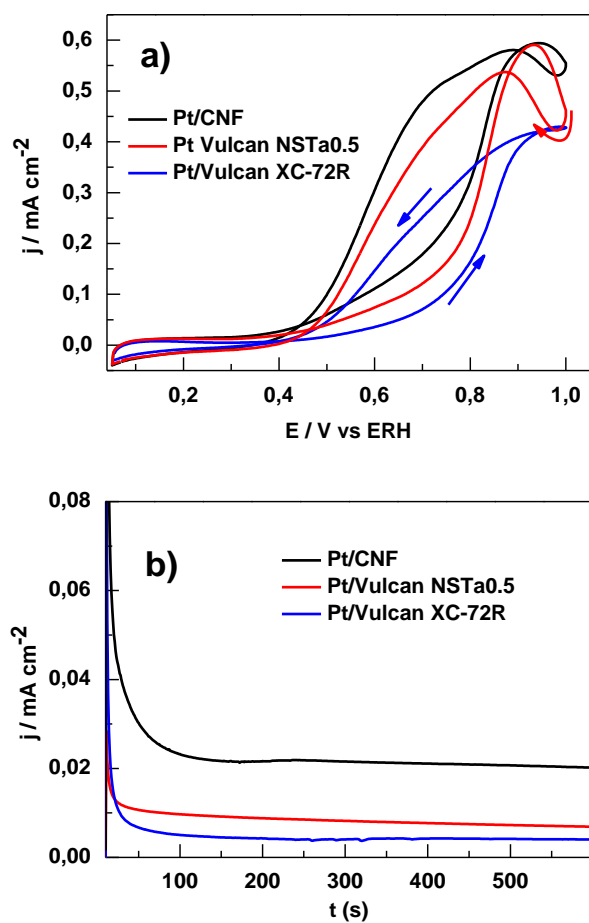 a)
Pt/CNF
Pt Vulcan NSTa0.5
Pt/Vulcan XC-72R
j / mA cm-2
0,6
0,5
0,4
0,3
0,2
0,1
0,0
0,2 0,4 0,6 0,8 1,0
E / V vs ERH
b)
Pt/CNF
Pt/Vulcan NSTa0.5
Pt/Vulcan XC-72R
j / mA cm-2
0,08
0,06
0,04
0,02
0,00
100 200 300 400 500
t (s)